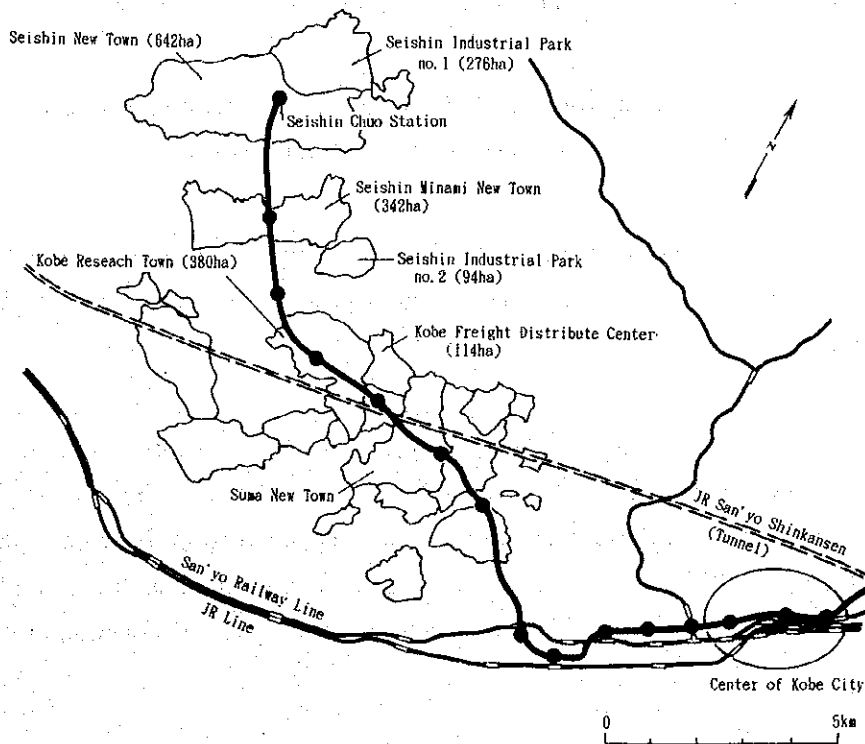 Seishin New Town (642ha)
Seishin Industrial Park
no.1 (276ha)
Seishin Chuo Station
Seishin Minami New Town
(342ha)
Kobe Reseach Town (380ha)
Seishin Industrial Park
no.2 (94ha)
Kobe Freight Distribute Center
(114ha)
Suma New Town
JR San'yo Shinkansen
(Tunnel)
San'yo Railway Line
JR Line
Center of Kobe City
0 5km
N